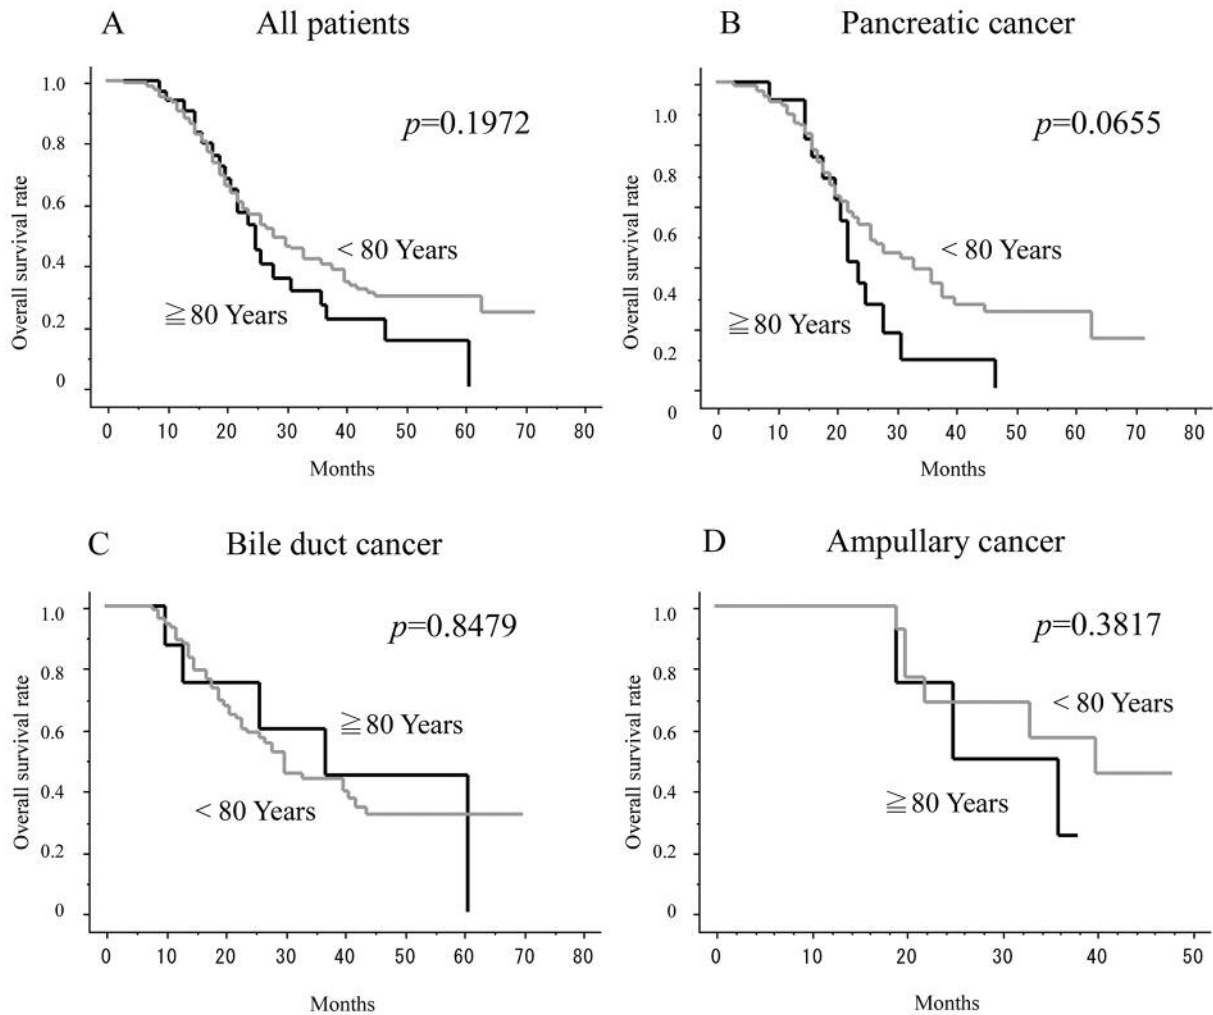 A All patients
1.0
0.8
0.6
0.4
0.2
0
Overall survival rate
p=0.1972
< 80 Years
≧80 Years
0 10 20 30 40 50 60 70 80
Months
B Pancreatic cancer
1.0
0.8
0.6
0.4
0.2
0
Overall survival rate
p=0.0655
< 80 Years
≧80 Years
0 10 20 30 40 50 60 70 80
Months
C Bile duct cancer
1.0
0.8
0.6
0.4
0.2
0
Overall survival rate
p=0.8479
≧80 Years
< 80 Years
0 10 20 30 40 50 60 70 80
Months
D Ampullary cancer
1.0
0.8
0.6
0.4
0.2
0
Overall survival rate
p=0.3817
< 80 Years
≧80 Years
0 10 20 30 40 50
Months